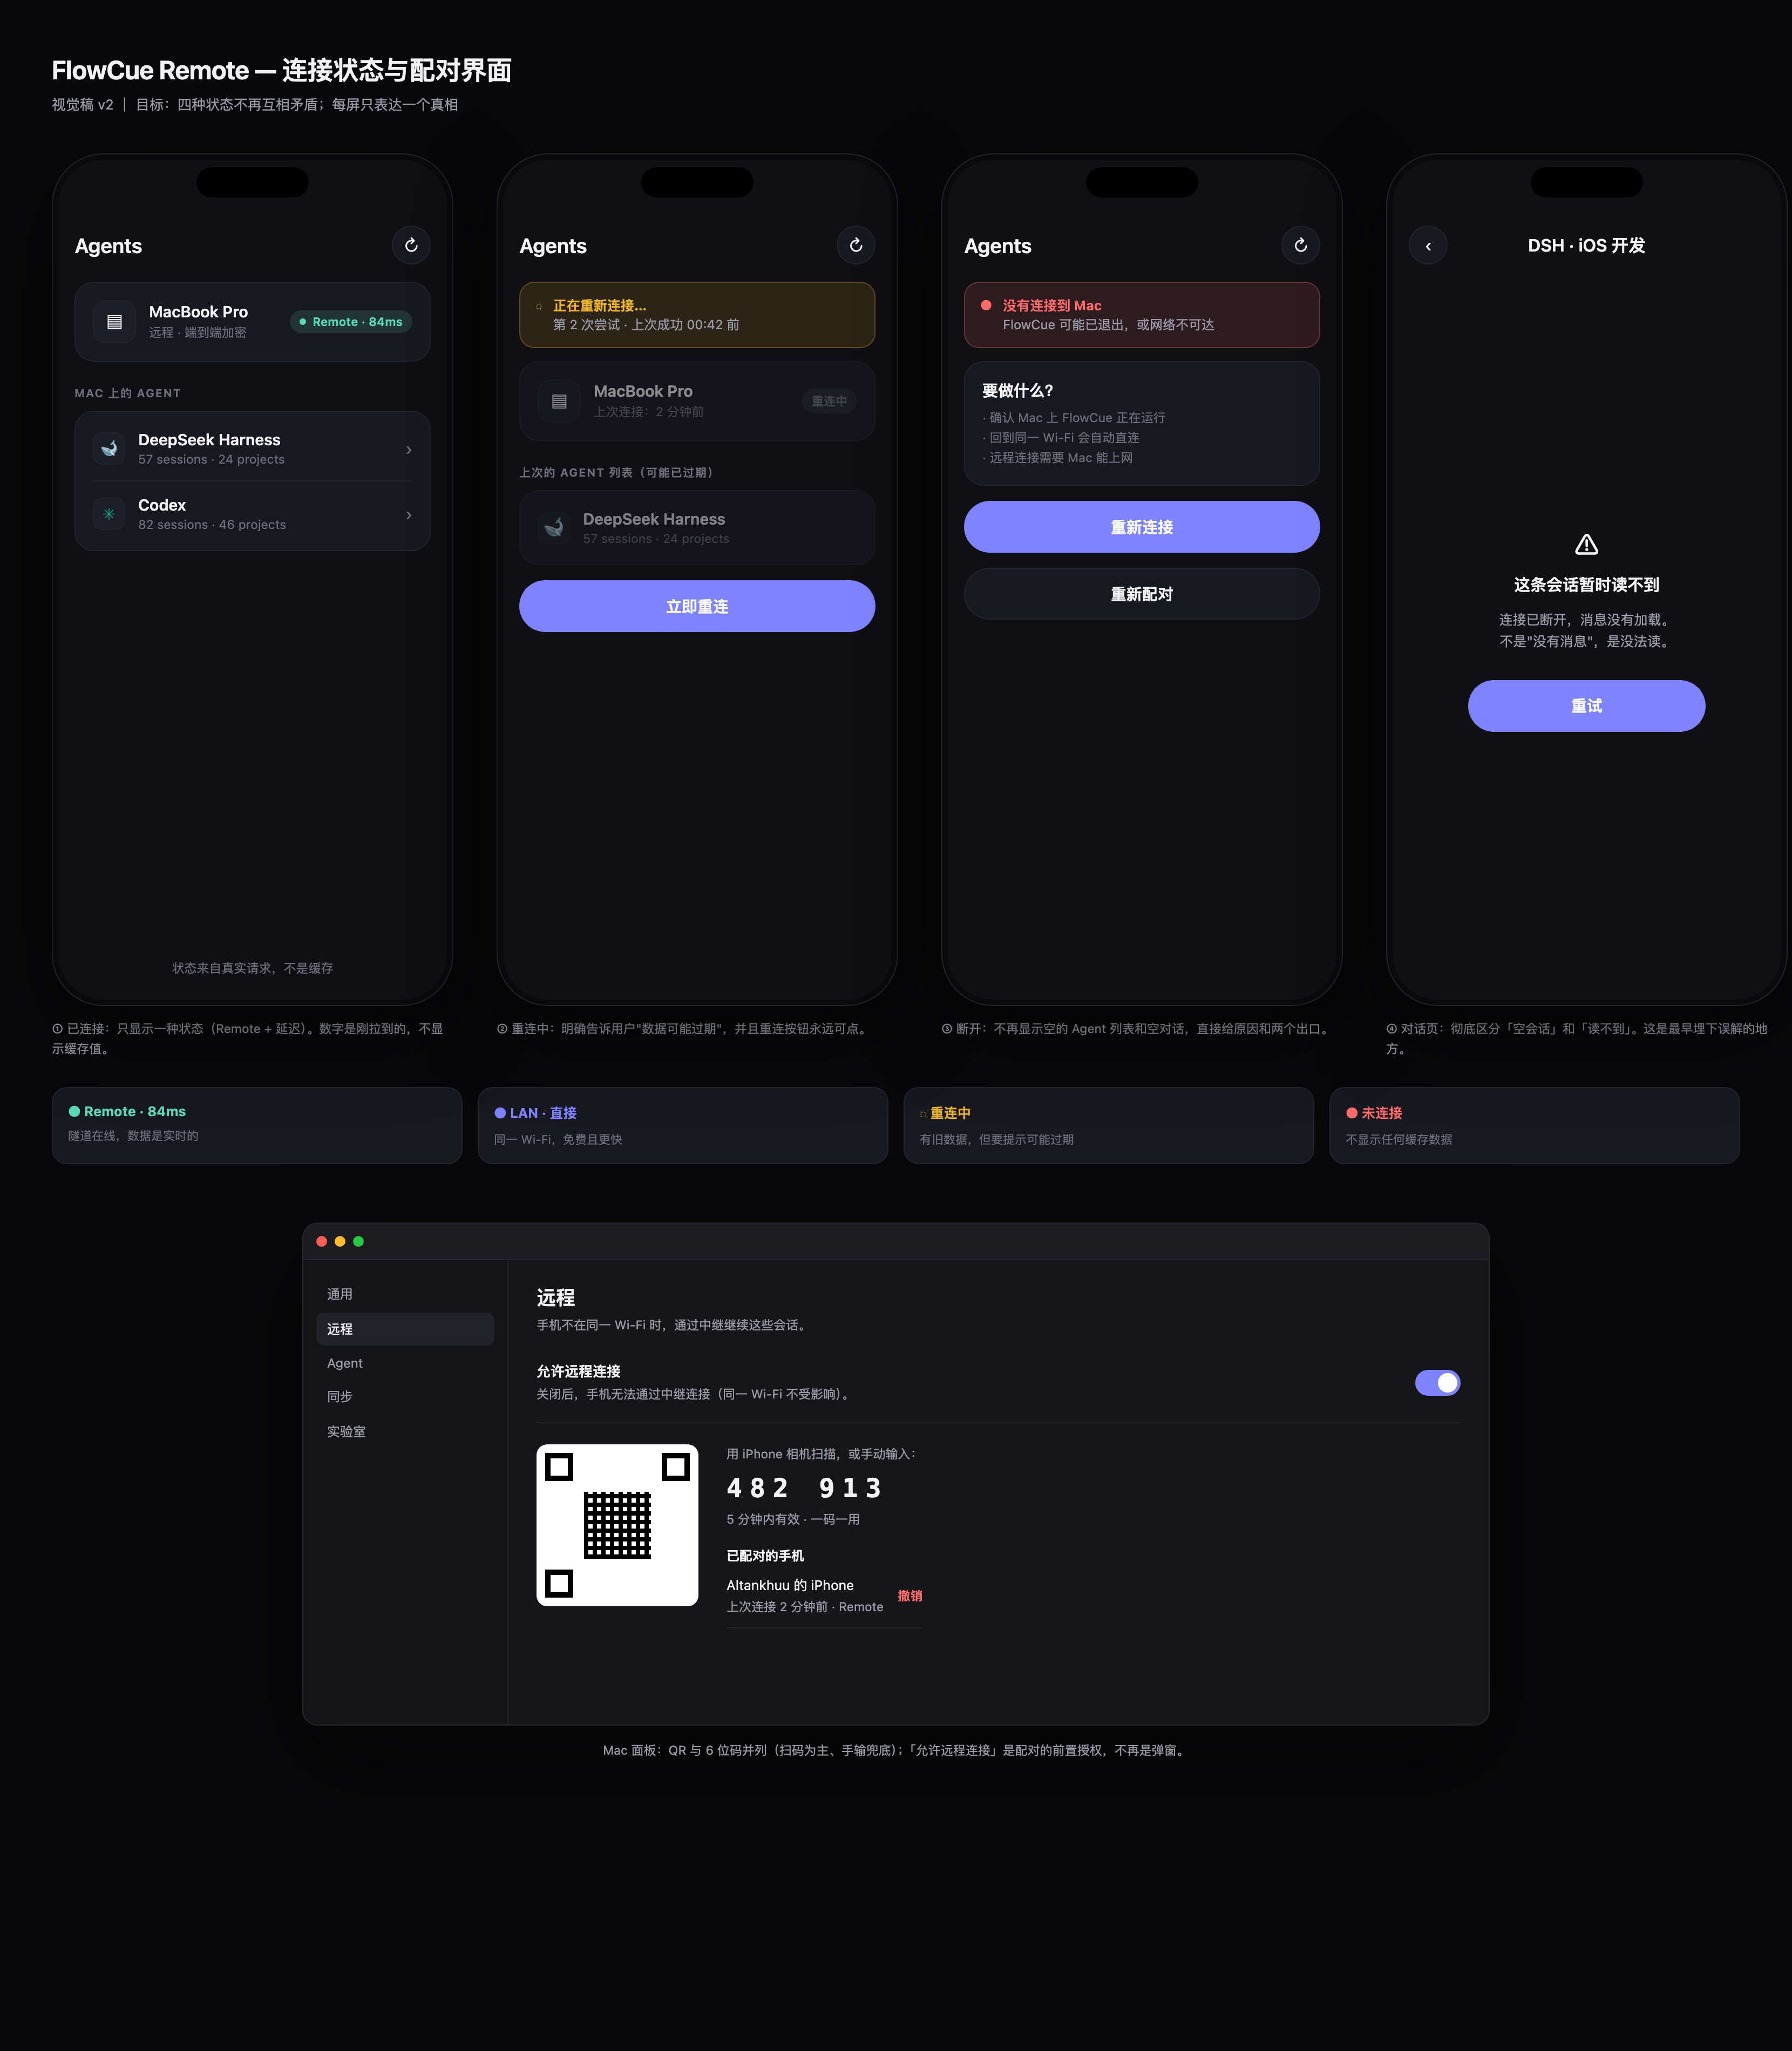 FlowCue Remote — 连接状态与配对界面
视觉稿 v2 | 目标：四种状态不再互相矛盾；每屏只表达一个真相
Agents
MacBook Pro
远程 · 端到端加密
Remote · 84ms
MAC 上的 AGENT
DeepSeek Harness
57 sessions · 24 projects
Codex
82 sessions · 46 projects
状态来自真实请求，不是缓存
① 已连接：只显示一种状态（Remote + 延迟）。数字是刚拉到的，不显
示缓存值。
Agents
正在重新连接...
第 2 次尝试 · 上次成功 00:42 前
MacBook Pro
上次连接：2 分钟前
重连中
上次的 AGENT 列表（可能已过期）
DeepSeek Harness
57 sessions · 24 projects
立即重连
② 重连中：明确告诉用户"数据可能过期"，并且重连按钮永远可点。
Agents
没有连接到 Mac
FlowCue 可能已退出，或网络不可达
要做什么？
· 确认 Mac 上 FlowCue 正在运行
· 回到同一 Wi-Fi 会自动直连
· 远程连接需要 Mac 能上网
重新连接
重新配对
③ 断开：不再显示空的 Agent 列表和空对话，直接给原因和两个出口。
DSH · iOS 开发
这条会话暂时读不到
连接已断开，消息没有加载。
不是"没有消息"，是没法读。
重试
④ 对话页：彻底区分「空会话」和「读不到」。这是最早埋下误解的地
方。
Remote · 84ms
隧道在线，数据是实时的
LAN · 直接
同一 Wi-Fi，免费且更快
重连中
有旧数据，但要提示可能过期
未连接
不显示任何缓存数据
通用
远程
Agent
同步
实验室
远程
手机不在同一 Wi-Fi 时，通过中继继续这些会话。
允许远程连接
关闭后，手机无法通过中继连接（同一 Wi-Fi 不受影响）。
用 iPhone 相机扫描，或手动输入：
482 913
5 分钟内有效 · 一码一用
已配对的手机
Altankhuu 的 iPhone
上次连接 2 分钟前 · Remote
撤销
Mac 面板：QR 与 6 位码并列（扫码为主、手输兜底）；「允许远程连接」是配对的前置授权，不再是弹窗。